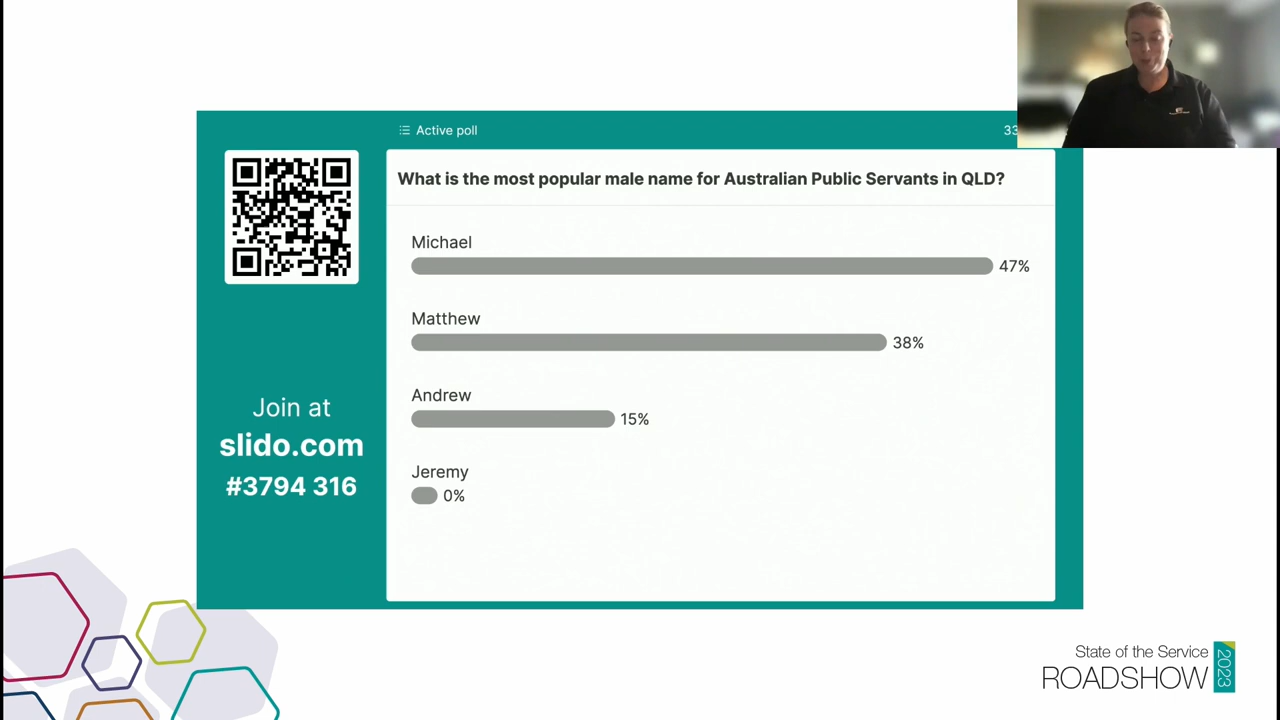 Active poll
33
What is the most popular male name for Australian Public Servants in QLD?
Michael
47%
Matthew
38%
Andrew
15%
Jeremy
0%
Join at
slido.com
#3794 316
State of the Service
ROADSHOW
2023